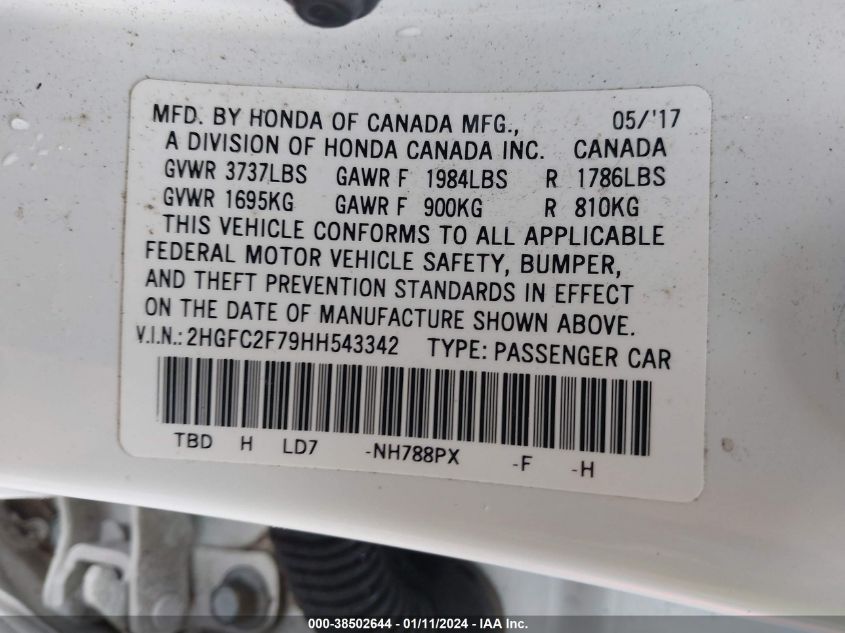 MFD. BY HONDA OF CANADA MFG., 05/'17
A DIVISION OF HONDA CANADA INC. CANADA
GVWR 3737LBS GAWR F 1984LBS R 1786LBS
GVWR 1695KG GAWR F 900KG R 810KG
THIS VEHICLE CONFORMS TO ALL APPLICABLE
FEDERAL MOTOR VEHICLE SAFETY, BUMPER,
AND THEFT PREVENTION STANDARDS IN EFFECT
ON THE DATE OF MANUFACTURE SHOWN ABOVE.
V.I.N.: 2HGFC2F79HH543342 TYPE: PASSENGER CAR
TBD H LD7 -NH788PX -F -H
000-38502644 - 01/11/2024 - IAA Inc.